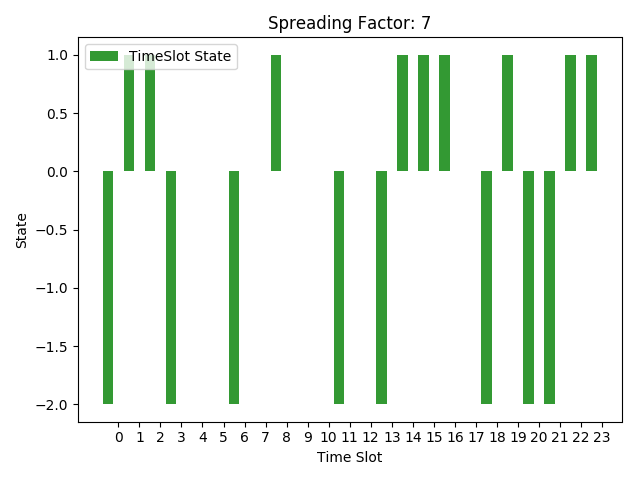 Spreading Factor: 7
TimeSlot State
1.0
0.5
0.0
−0.5
−1.0
−1.5
−2.0
State
0 1 2 3 4 5 6 7 8 9 10 11 12 13 14 15 16 17 18 19 20 21 22 23
Time Slot